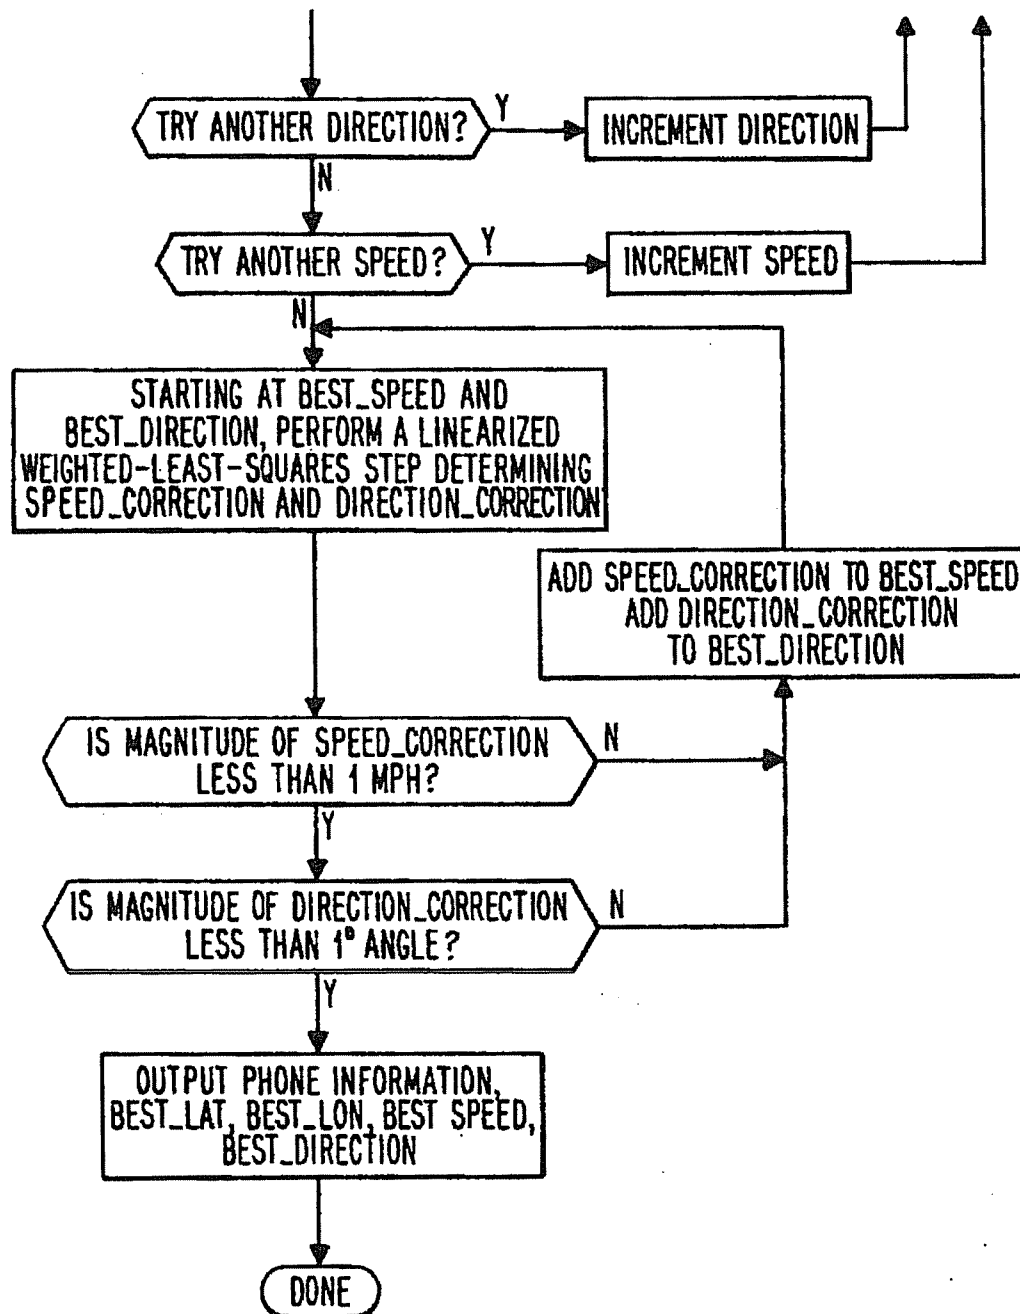 TRY ANOTHER DIRECTION?
Y
INCREMENT DIRECTION
N
TRY ANOTHER SPEED?
Y
INCREMENT SPEED
N
STARTING AT BEST_SPEED AND
BEST_DIRECTION, PERFORM A LINEARIZED
WEIGHTED-LEAST-SQUARES STEP DETERMINING
SPEED_CORRECTION AND DIRECTION_CORRECTION
ADD SPEED_CORRECTION TO BEST_SPEED
ADD DIRECTION_CORRECTION
TO BEST_DIRECTION
IS MAGNITUDE OF SPEED_CORRECTION
LESS THAN 1 MPH?
N
Y
IS MAGNITUDE OF DIRECTION_CORRECTION
LESS THAN 1° ANGLE?
N
Y
OUTPUT PHONE INFORMATION,
BEST_LAT, BEST_LON, BEST SPEED,
BEST_DIRECTION
DONE